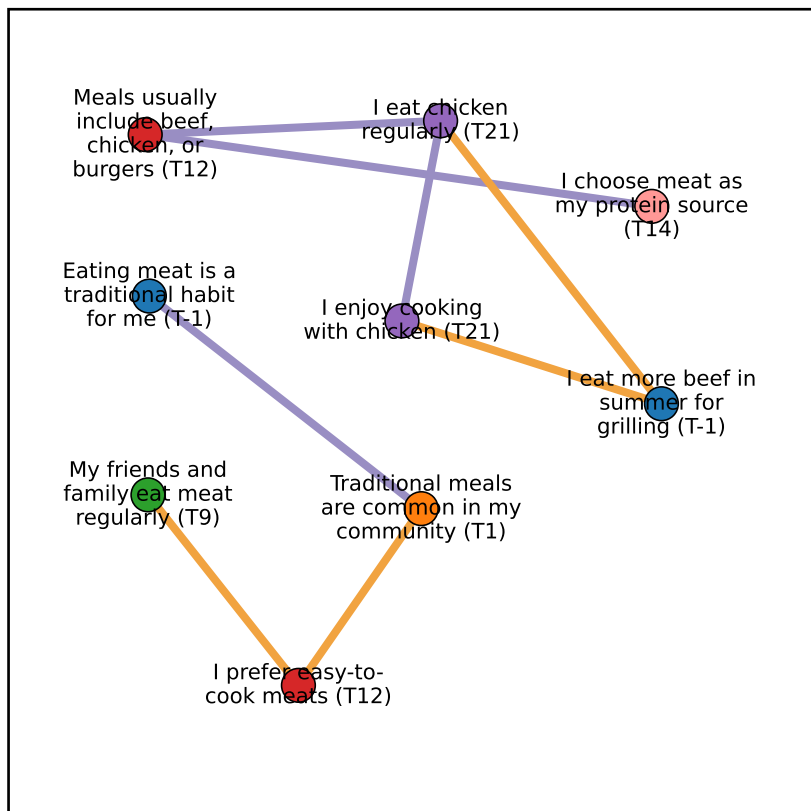 Meals usually
include beef,
chicken, or
burgers (T12)
I eat chicken
regularly (T21)
I choose meat as
my protein source
(T14)
Eating meat is a
traditional habit
for me (T-1)
I enjoy cooking
with chicken (T21)
I eat more beef in
summer for
grilling (T-1)
My friends and
family eat meat
regularly (T9)
Traditional meals
are common in my
community (T1)
I prefer easy-to-
cook meats (T12)